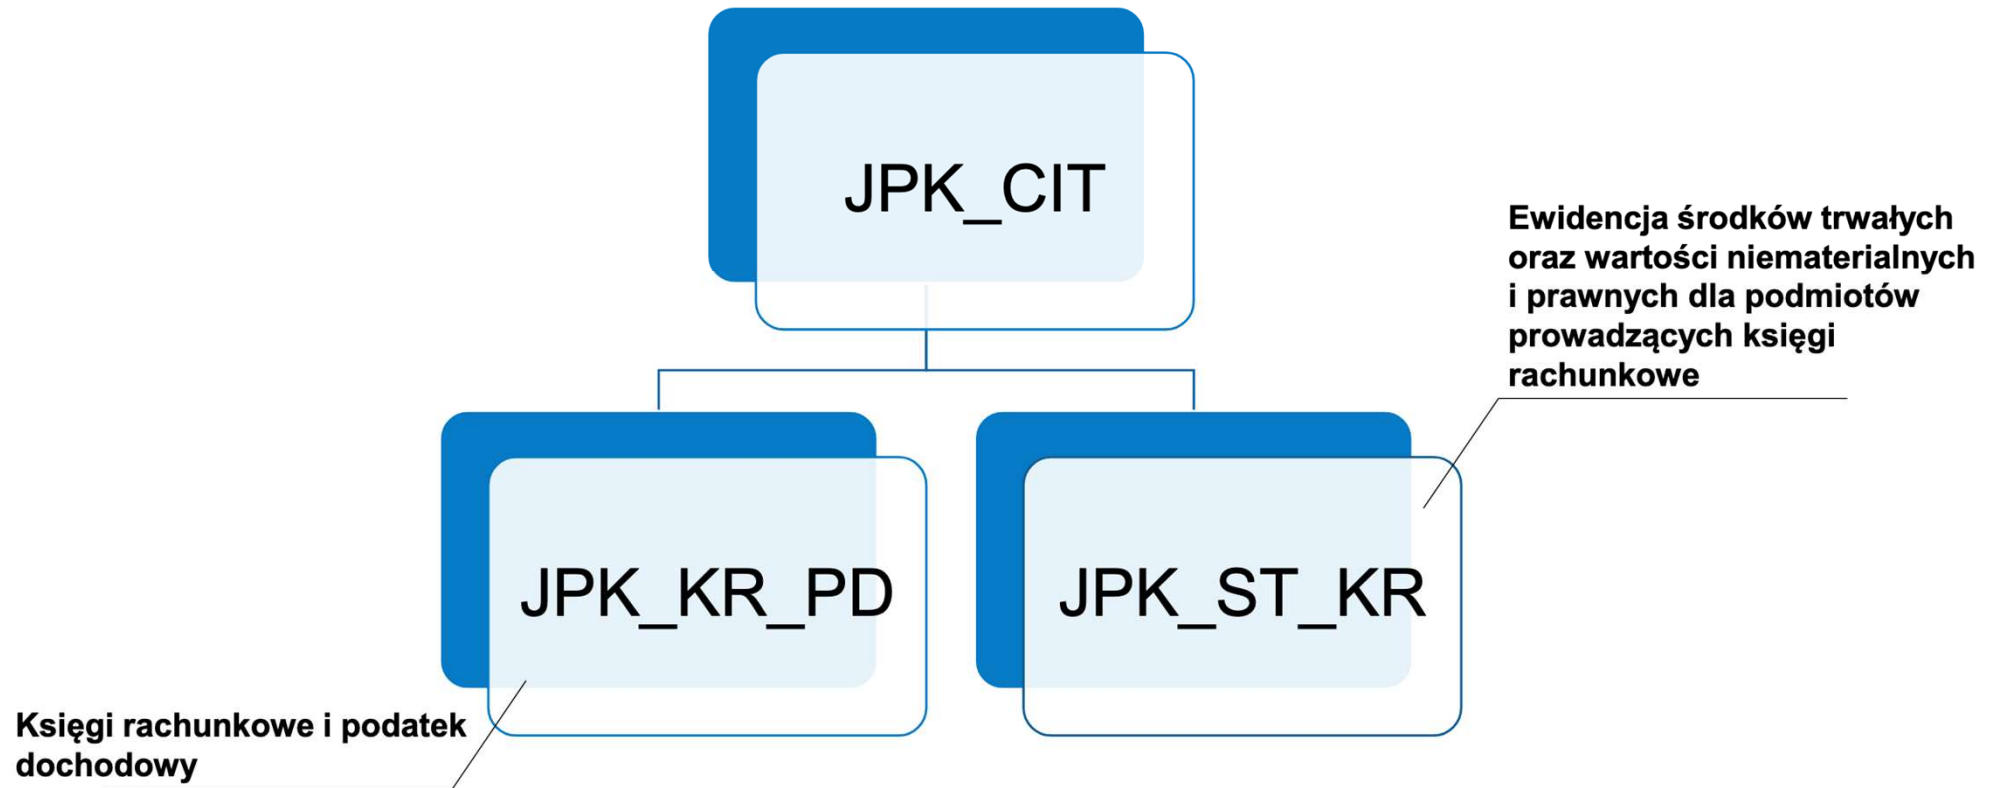 JPK_CIT
Ewidencja środków trwałych
oraz wartości niematerialnych
i prawnych dla podmiotów
prowadzących księgi
rachunkowe
JPK_KR_PD
JPK_ST_KR
Księgi rachunkowe i podatek
dochodowy